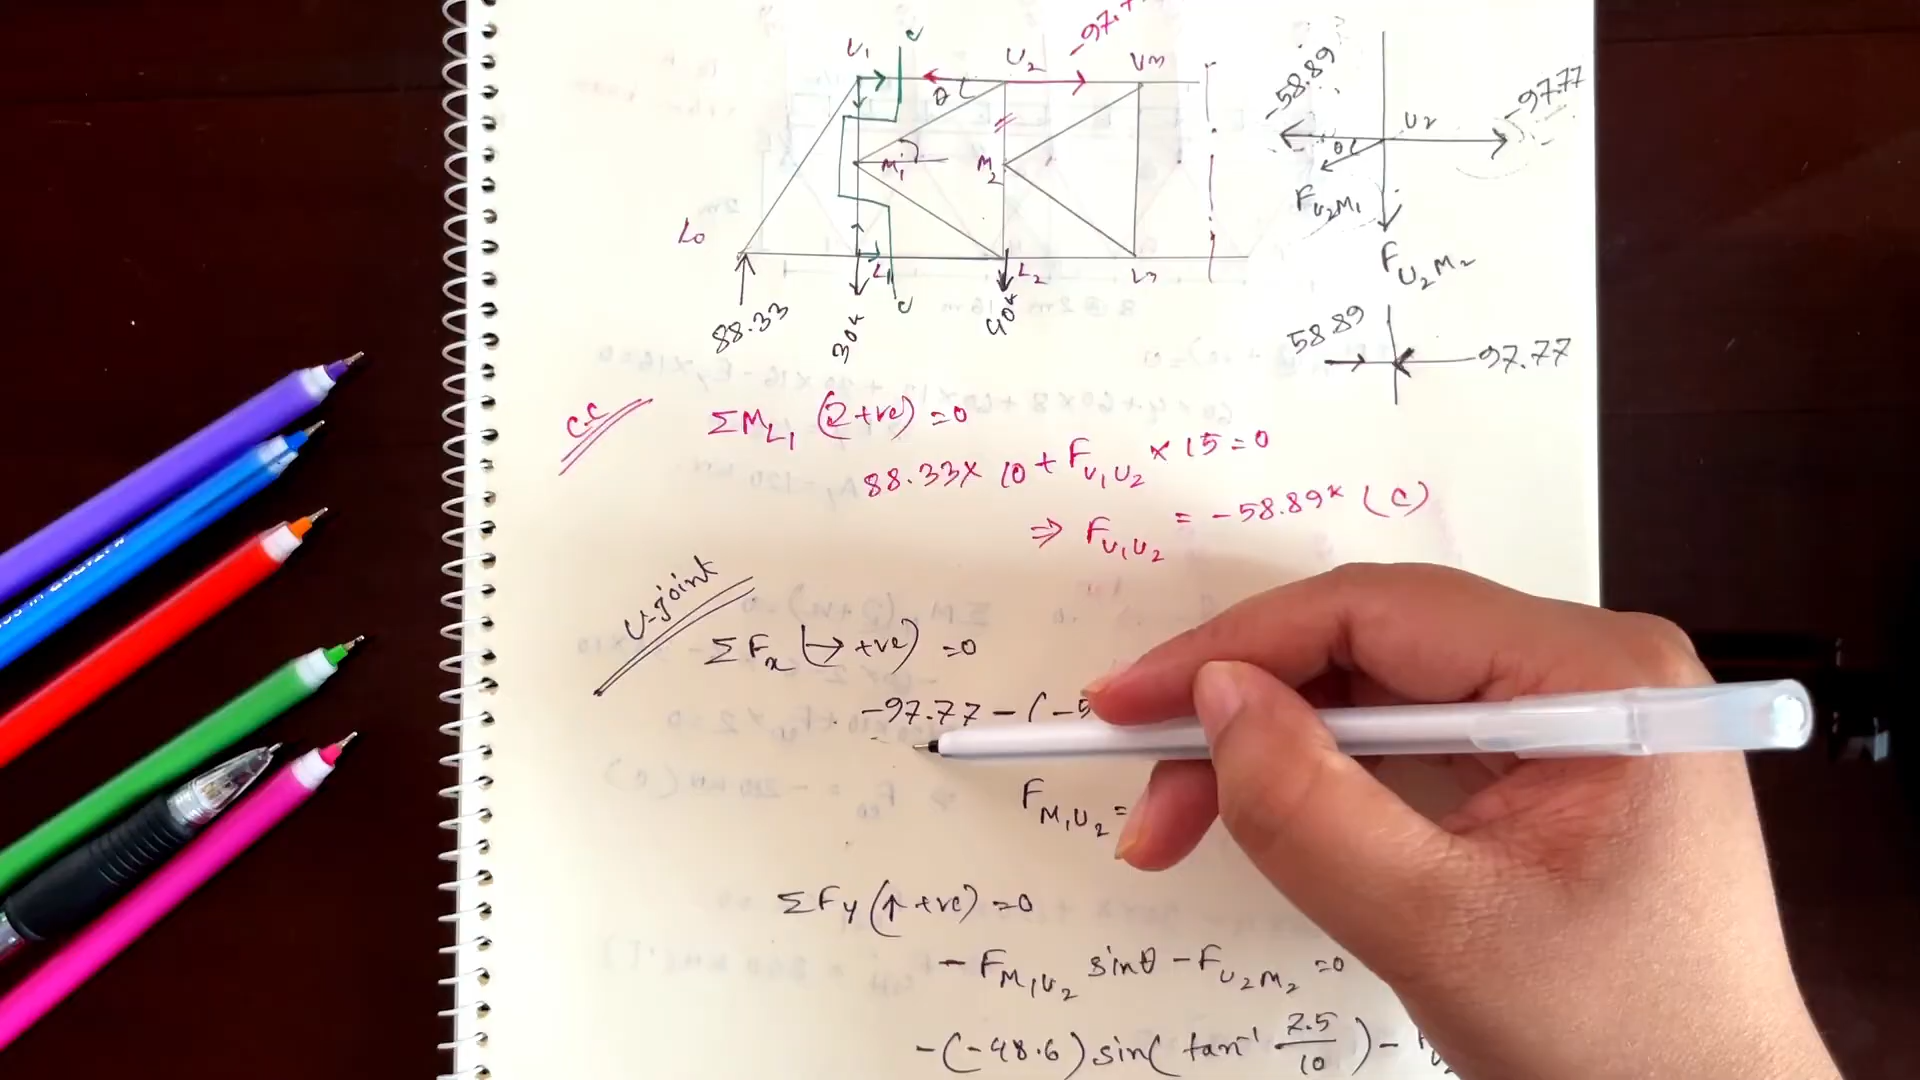 U1 C U2 -97.7 UM
θ
M1 M2
L0
L1 L2 L3
C
88.33 30k 40k
-58.89 U2 -97.77
θ
FU2M1
FU2M2
58.89 -97.77
C-C ΣML1 (+ve) =0
88.33× 10 + FU1U2 × 15 =0
⇒ FU1U2 = -58.89k (C)
U-joint
ΣFx (→ +ve) =0
-97.77 - (-5
FM1U2 =
ΣFy (↑ +ve) =0
- FM1U2 sinθ - FU2M2 =0
-(-48.6) sin( tan-1 7.5/10 ) -